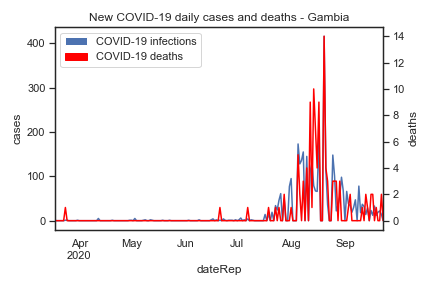 New COVID-19 daily cases and deaths - Gambia
COVID-19 infections
COVID-19 deaths
cases
400
300
200
100
0
deaths
14
12
10
8
6
4
2
0
Apr May Jun Jul Aug Sep
2020
dateRep